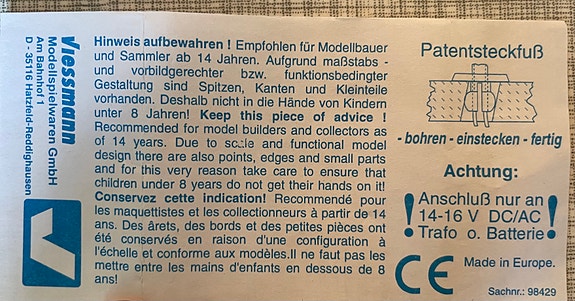 Viessmann
Modellspielwaren GmbH
Am Bahnhof 1
D - 35116 Hatzfeld-Reddighausen
Hinweis aufbewahren ! Empfohlen für Modellbauer
und Sammler ab 14 Jahren. Aufgrund maßstabs -
und vorbildgerechter bzw. funktionsbedingter
Gestaltung sind Spitzen, Kanten und Kleinteile
vorhanden. Deshalb nicht in die Hände von Kindern
unter 8 Jahren! Keep this piece of advice !
Recommended for model builders and collectors as
of 14 years. Due to scale and functional model
design there are also points, edges and small parts
and for this very reason take care to ensure that
children under 8 years do not get their hands on it!
Conservez cette indication! Recommendé pour
les maquettistes et les collectionneurs à partir de 14
ans. Des ârets, des bords et des petites pièces ont
été conservés en raison d'une configuration à
l'échelle et conforme aux modèles.Il ne faut pas les
mettre entre les mains d'enfants en dessous de 8
ans!
Patentsteckfuß
- bohren - einstecken - fertig
Achtung:
! Anschluß nur an !
14-16 V DC/AC
Trafo o. Batterie
CE Made in Europe.
Sachnr.: 98429